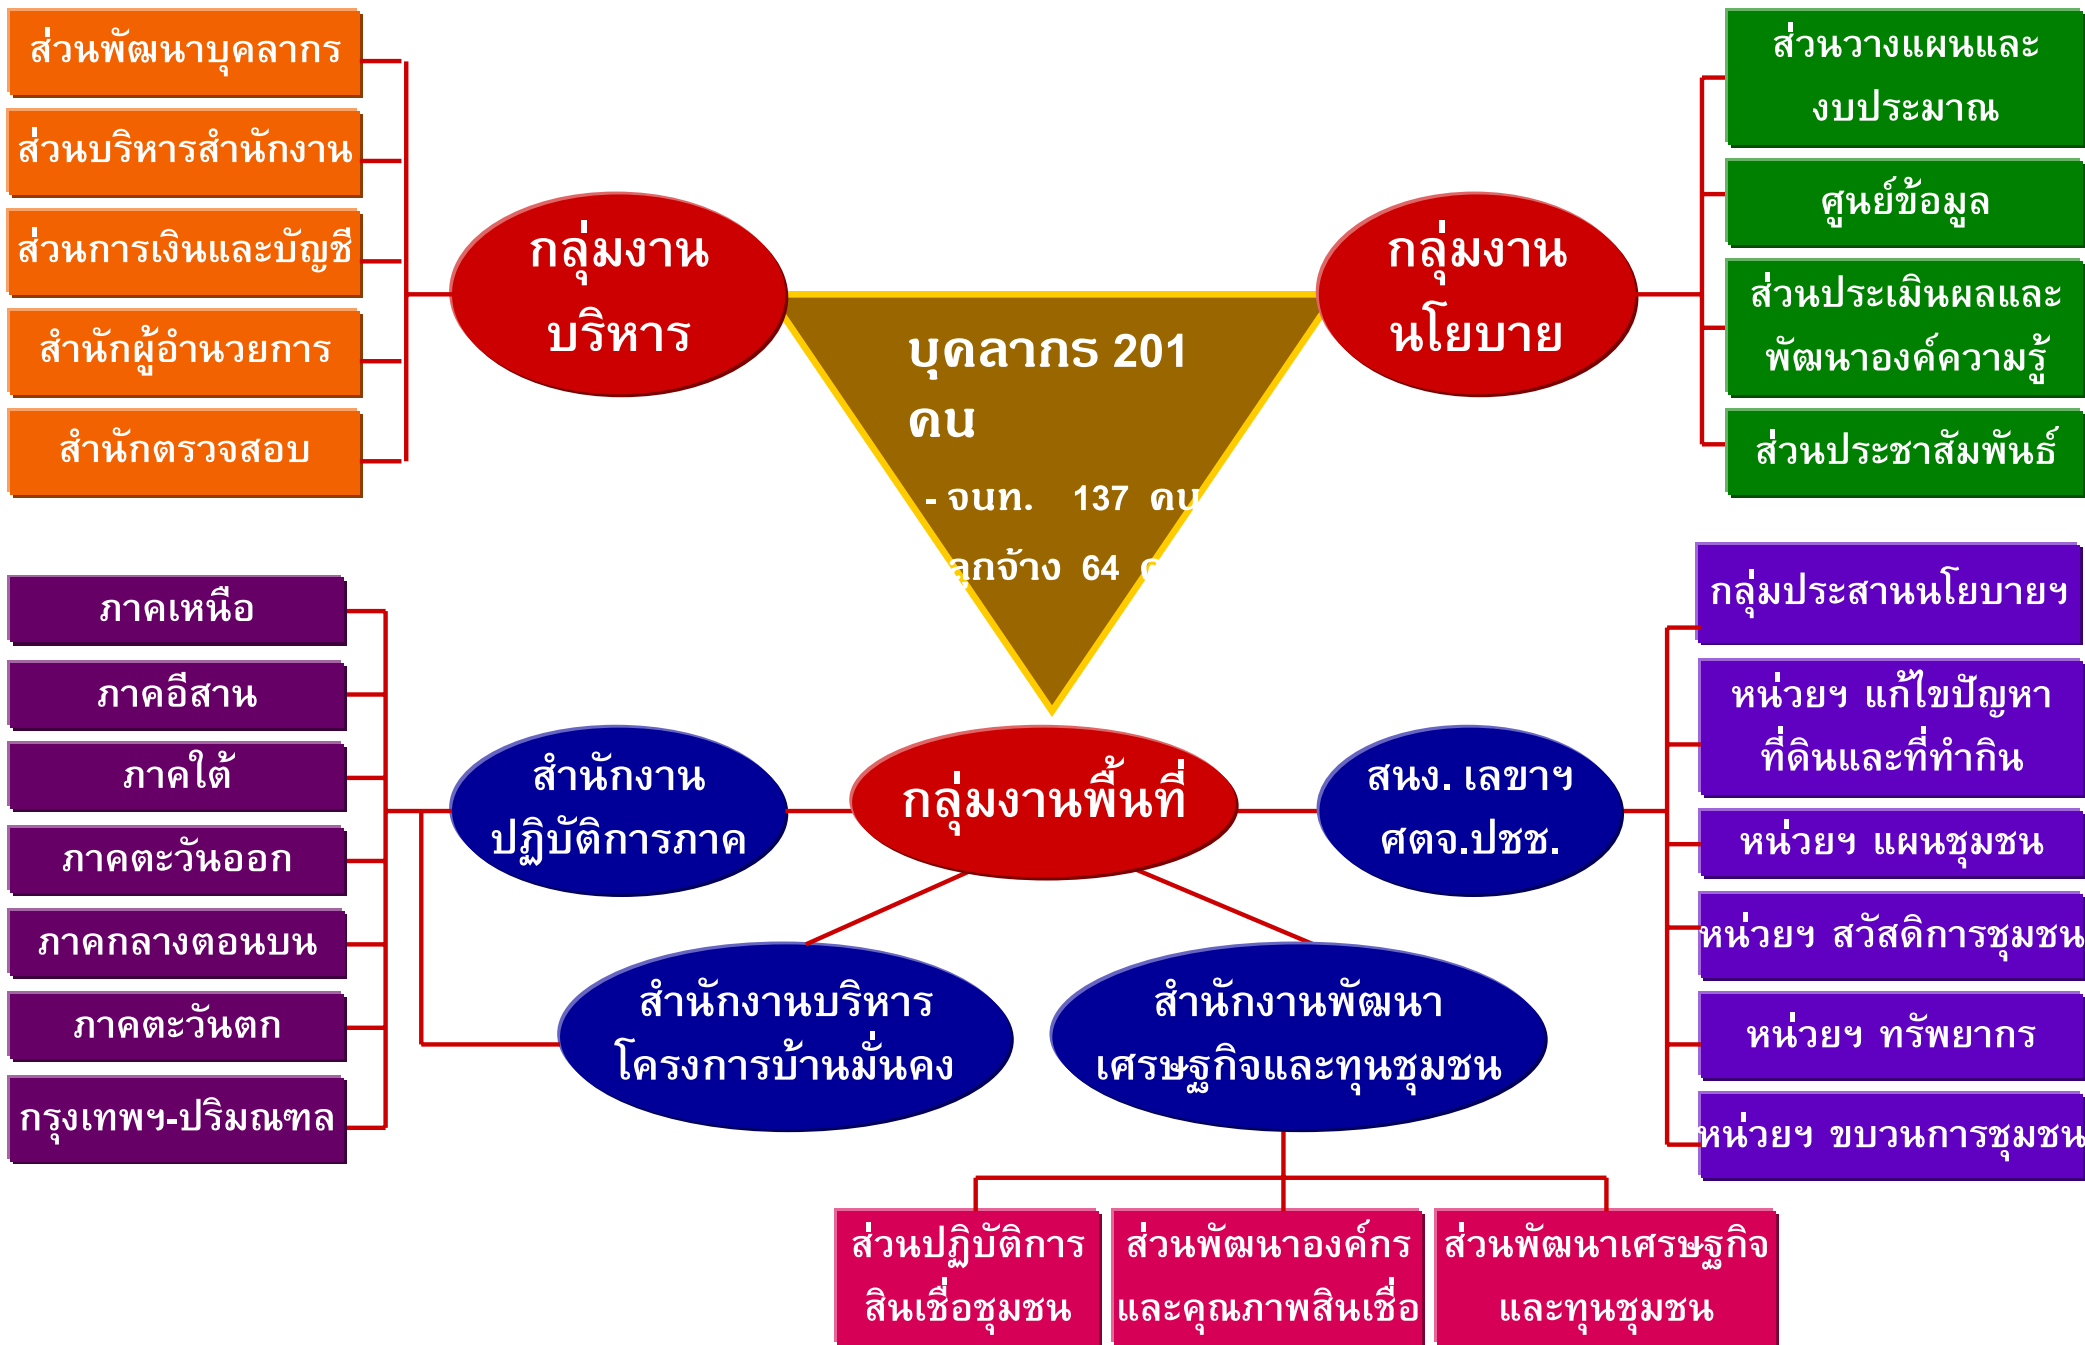 ส่วนพัฒนาบุคลากร
ส่วนบริหารสำนักงาน
ส่วนการเงินและบัญชี
สำนักผู้อำนวยการ
สำนักตรวจสอบ
กลุ่มงาน
บริหาร
บุคลากร 201
คน
- จนท. 137 คน
ลูกจ้าง 64
กลุ่มงาน
นโยบาย
ส่วนวางแผนและ
งบประมาณ
ศูนย์ข้อมูล
ส่วนประเมินผลและ
พัฒนาองค์ความรู้
ส่วนประชาสัมพันธ์
ภาคเหนือ
ภาคอีสาน
ภาคใต้
ภาคตะวันออก
ภาคกลางตอนบน
ภาคตะวันตก
กรุงเทพฯ-ปริมณฑล
สำนักงาน
ปฏิบัติการภาค
กลุ่มงานพื้นที่
สนง. เลขาฯ
ศตจ.ปชช.
กลุ่มประสานนโยบายฯ
หน่วยฯ แก้ไขปัญหา
ที่ดินและที่ทำกิน
หน่วยฯ แผนชุมชน
หน่วยฯ สวัสดิการชุมชน
หน่วยฯ ทรัพยากร
หน่วยฯ ขบวนการชุมชน
สำนักงานบริหาร
โครงการบ้านมั่นคง
สำนักงานพัฒนา
เศรษฐกิจและทุนชุมชน
ส่วนปฏิบัติการ
สินเชื่อชุมชน
ส่วนพัฒนาองค์กร
และคุณภาพสินเชื่อ
ส่วนพัฒนาเศรษฐกิจ
และทุนชุมชน